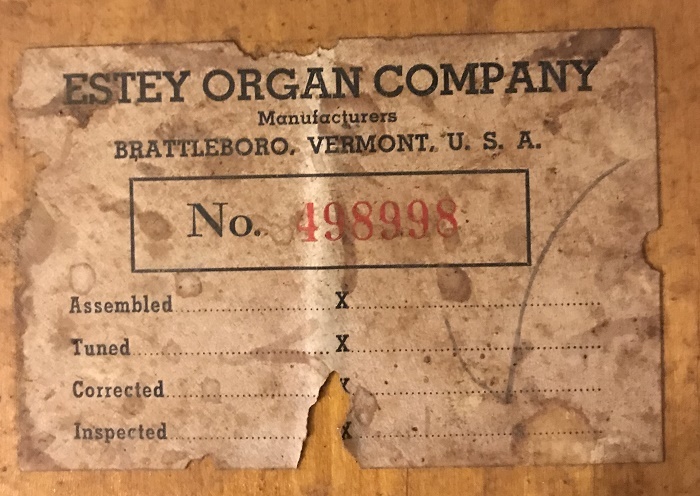 ESTEY ORGAN COMPANY
Manufacturers
BRATTLEBORO, VERMONT, U. S. A.
No. 498998
Assembled.....................X.....................
Tuned.....................X.....................
Corrected.....................X.....................
Inspected.....................X.....................